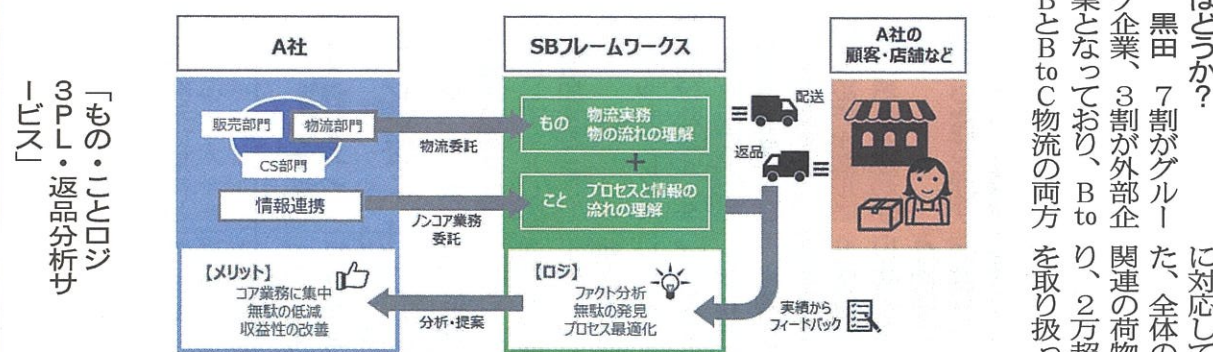 はどうか?
黒田 7割がグルー
プ企業、3割が外部企
業となっており、B to
BとB to C物流の両方
に対応して
た、全体の
関連の荷物
り、2万超
を取り扱っ
A社
SBフレームワークス
A社の
顧客・店舗など
販売部門
物流部門
CS部門
情報連携
物流委託
ノンコア業務
委託
もの
物流実務
物の流れの理解
+
こと
プロセスと情報の
流れの理解
配送
返品
【メリット】
コア業務に集中
無駄の低減
収益性の改善
分析・提案
【ロジ】
ファクト分析
無駄の発見
プロセス最適化
実績から
フィードバック
「もの・ことロジ
3PL・返品分析サ
ービス」